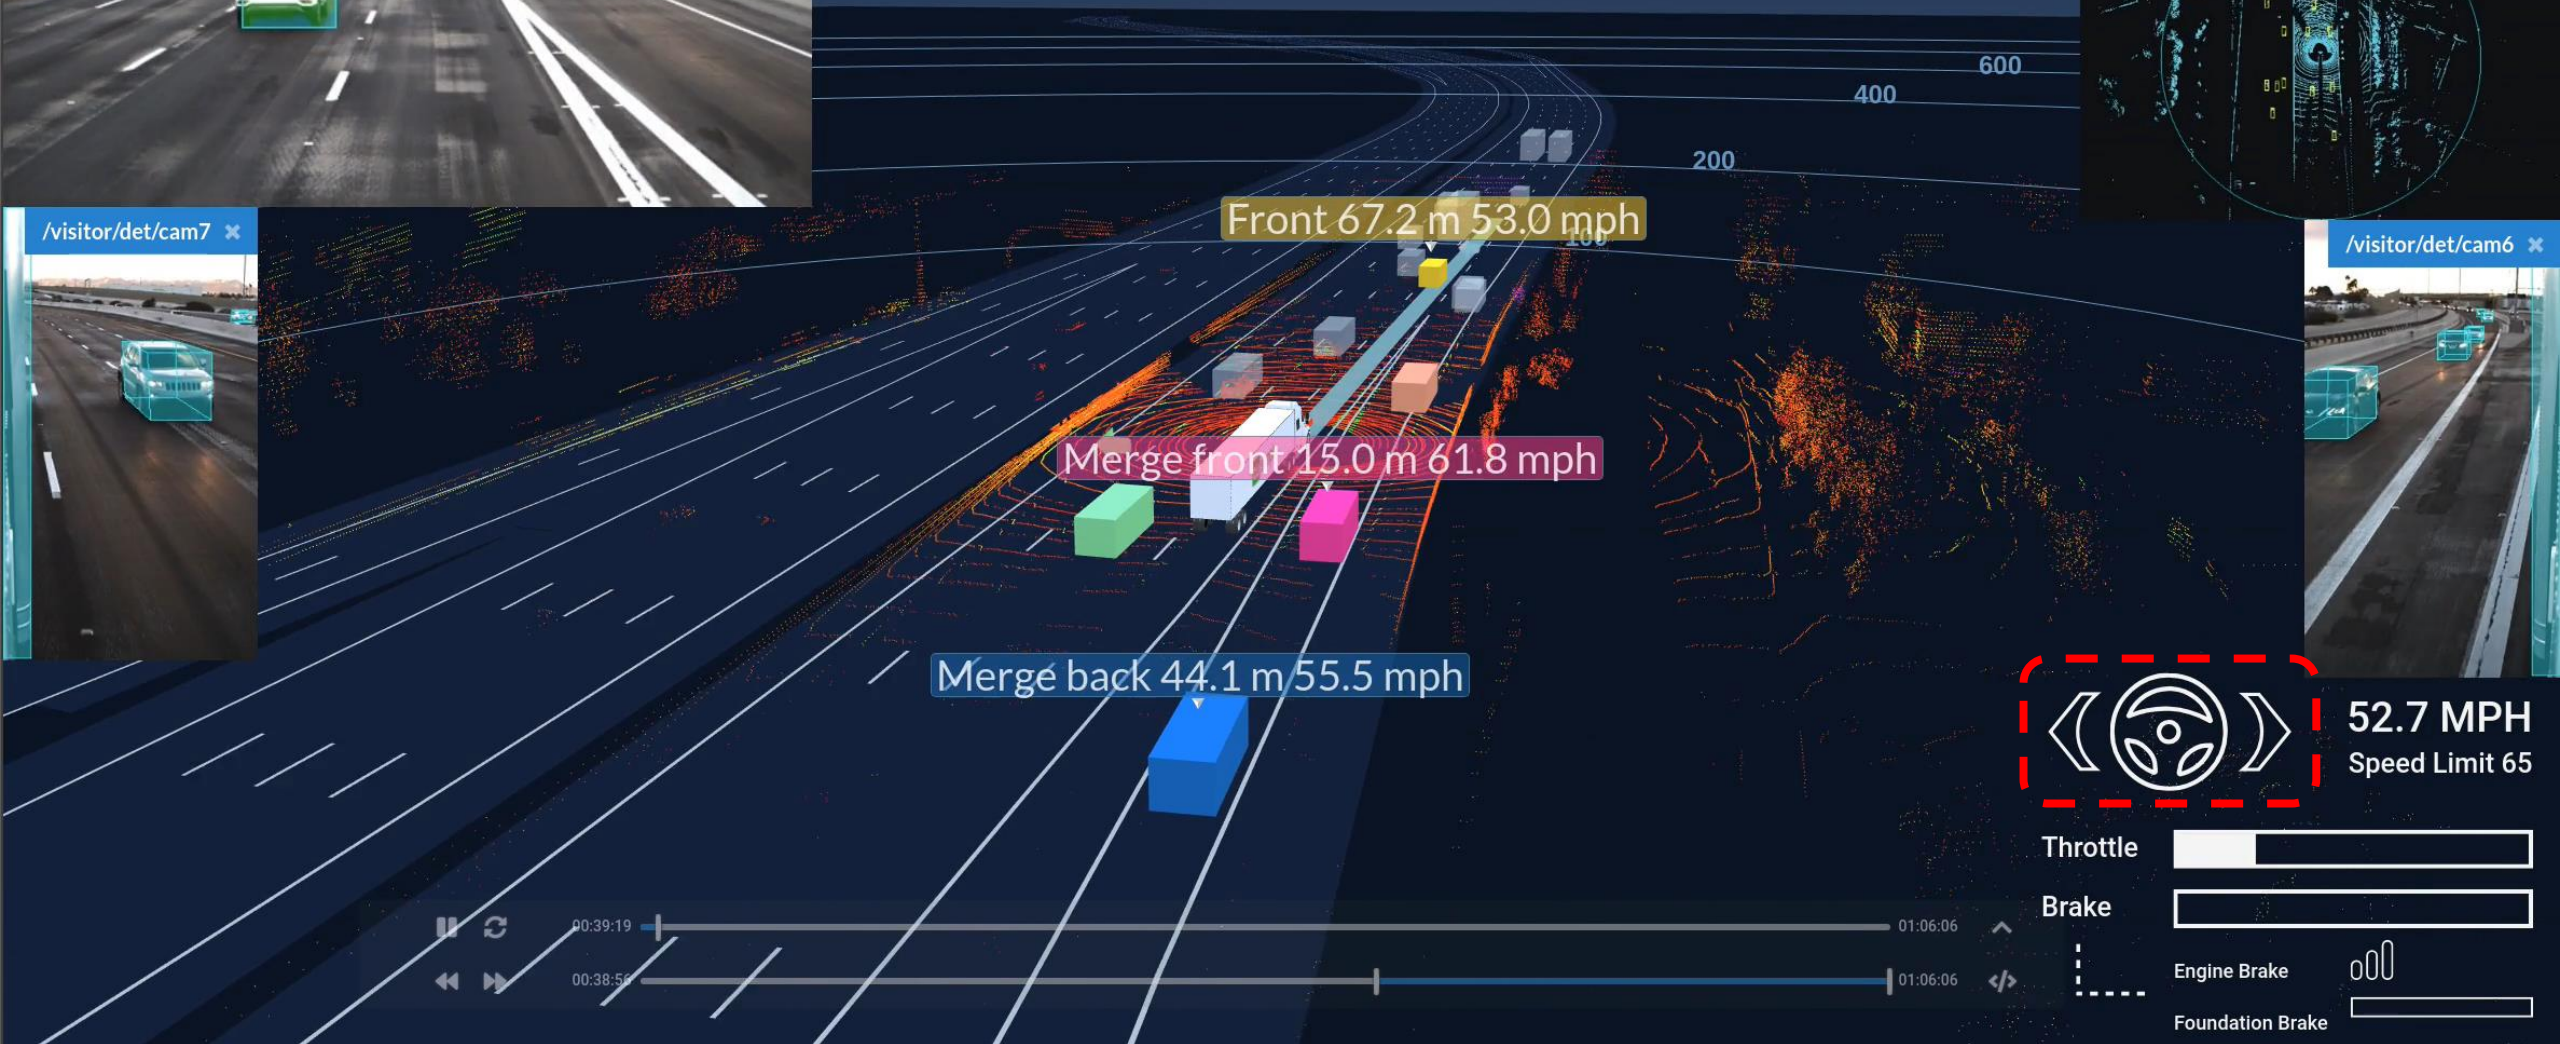 600
400
200
Front 67.2 m 53.0 mph
100
/visitor/det/cam7
/visitor/det/cam6
Merge front 15.0 m 61.8 mph
Merge back 44.1 m 55.5 mph
52.7 MPH
Speed Limit 65
Throttle
Brake
00:39:19
01:06:06
Engine Brake
00:38:56
01:06:06
Foundation Brake